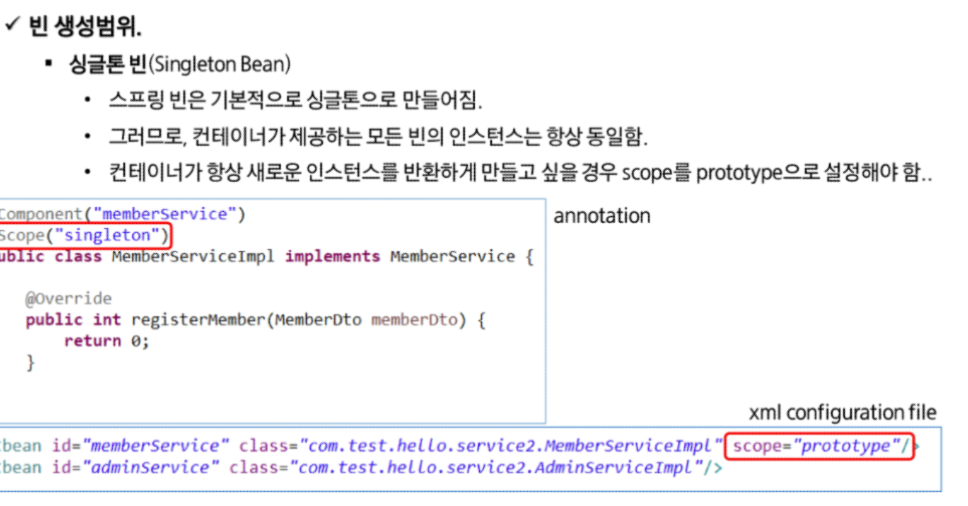 ✓ 빈 생성범위.
▪ 싱글톤 빈(Singleton Bean)
• 스프링 빈은 기본적으로 싱글톤으로 만들어짐.
• 그러므로, 컨테이너가 제공하는 모든 빈의 인스턴스는 항상 동일함.
• 컨테이너가 항상 새로운 인스턴스를 반환하게 만들고 싶을 경우 scope를 prototype으로 설정해야 함..
Component("memberService")
annotation
Scope("singleton")
ublic class MemberServiceImpl implements MemberService {
@Override
public int registerMember(MemberDto memberDto) {
return 0;
}
xml configuration file
bean id="memberService" class="com.test.hello.service2.MemberServiceImpl" scope="prototype"/>
bean id="adminService" class="com.test.hello.service2.AdminServiceImpl"/>